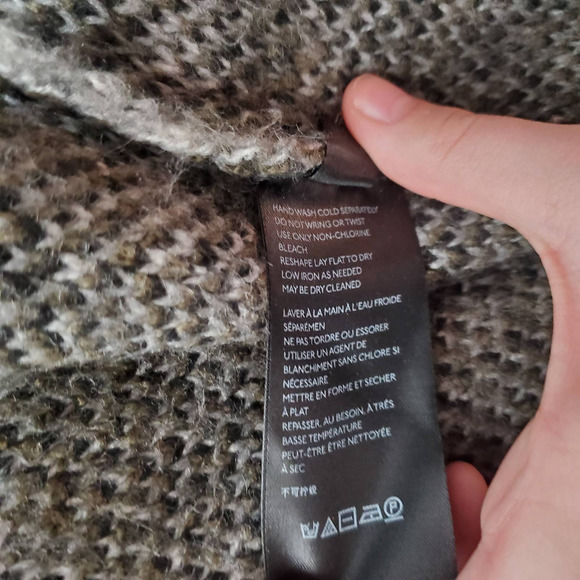 HAND WASH COLD SEPARATELY
DO NOT WRING OR TWIST
USE ONLY NON-CHLORINE
BLEACH
RESHAPE LAY FLAT TO DRY
LOW IRON AS NEEDED
MAY BE DRY CLEANED
LAVER À LA MAIN À L'EAU FROIDE
SÉPARÉMEN
NE PAS TORDRE OU ESSORER
UTILISER UN AGENT DE
BLANCHIMENT SANS CHLORE SI
NÉCESSAIRE
METTRE EN FORME ET SECHER
À PLAT
REPASSER, AU BESOIN, À TRÉS
BASSE TEMPÉRATURE
PEUT-ÊTRE ÊTRE NETTOYÉE
À SEC
不可拧绞
P